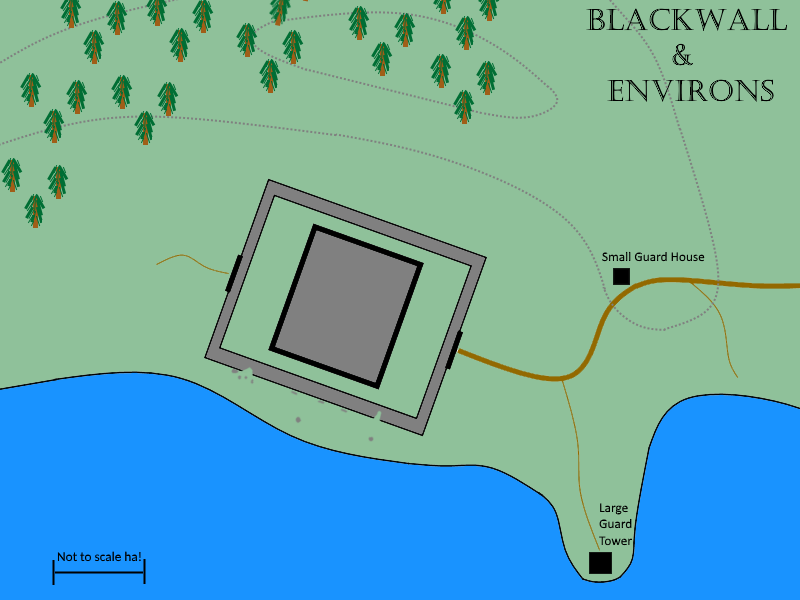 BLACKWALL
&
ENVIRONS
Small Guard House
Large
Guard
Tower
Not to scale ha!